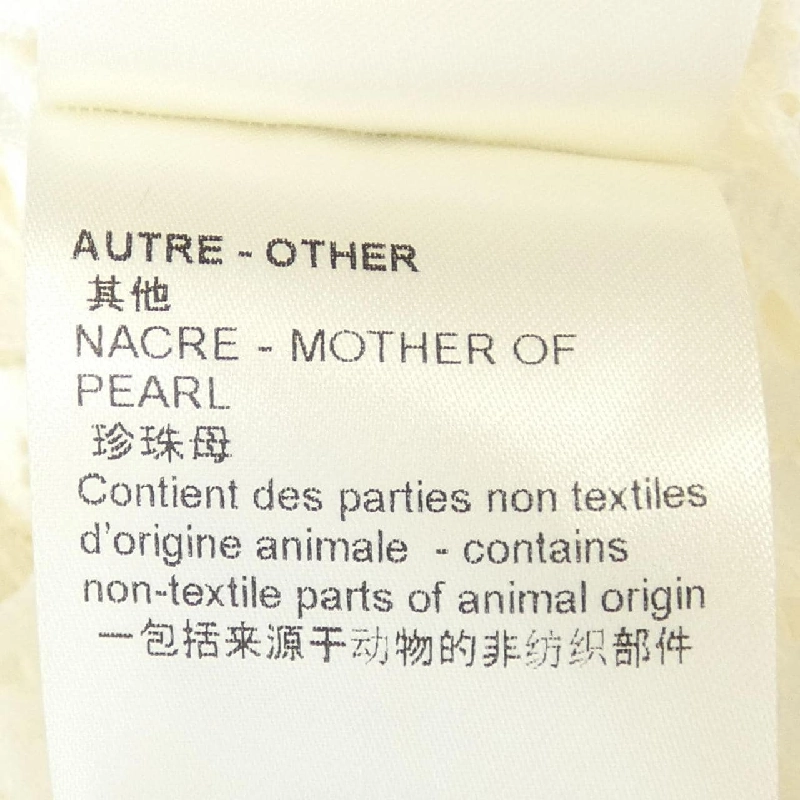 AUTRE - OTHER
其他
NACRE - MOTHER OF
PEARL
珍珠母
Contient des parties non textiles
d'origine animale - contains
non-textile parts of animal origin
一包括来源于动物的非纺织部件